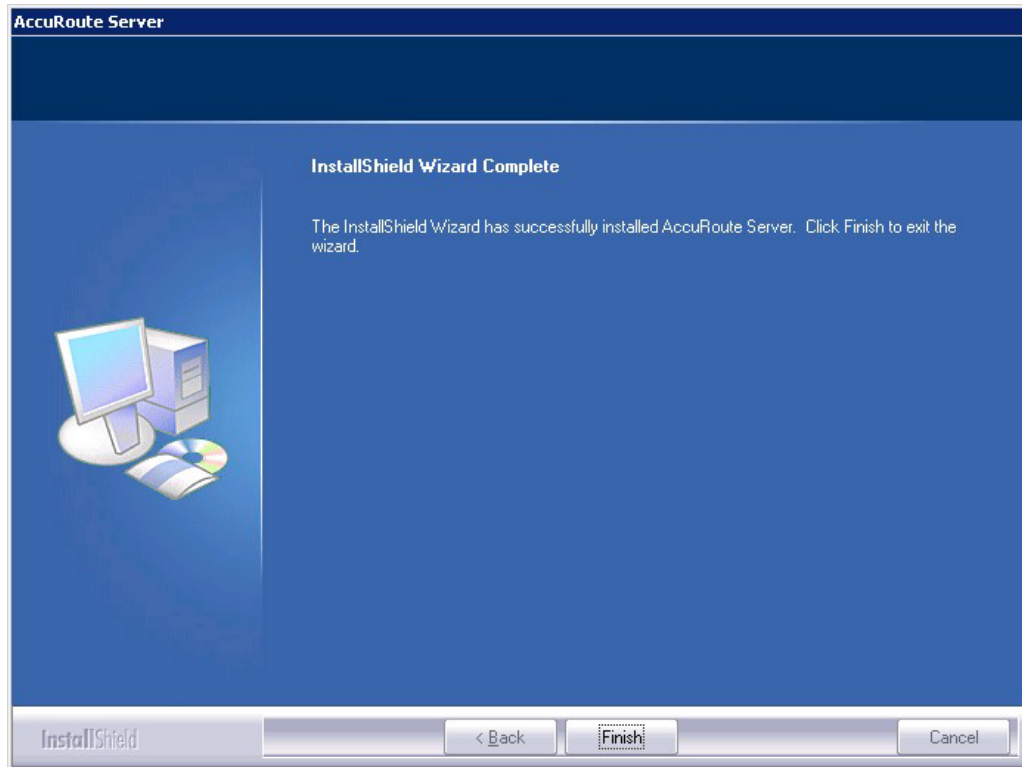 AccuRoute Server
InstallShield Wizard Complete
The InstallShield Wizard has successfully installed AccuRoute Server.  Click Finish to exit the
wizard.
InstallShield
< Back
Finish
Cancel